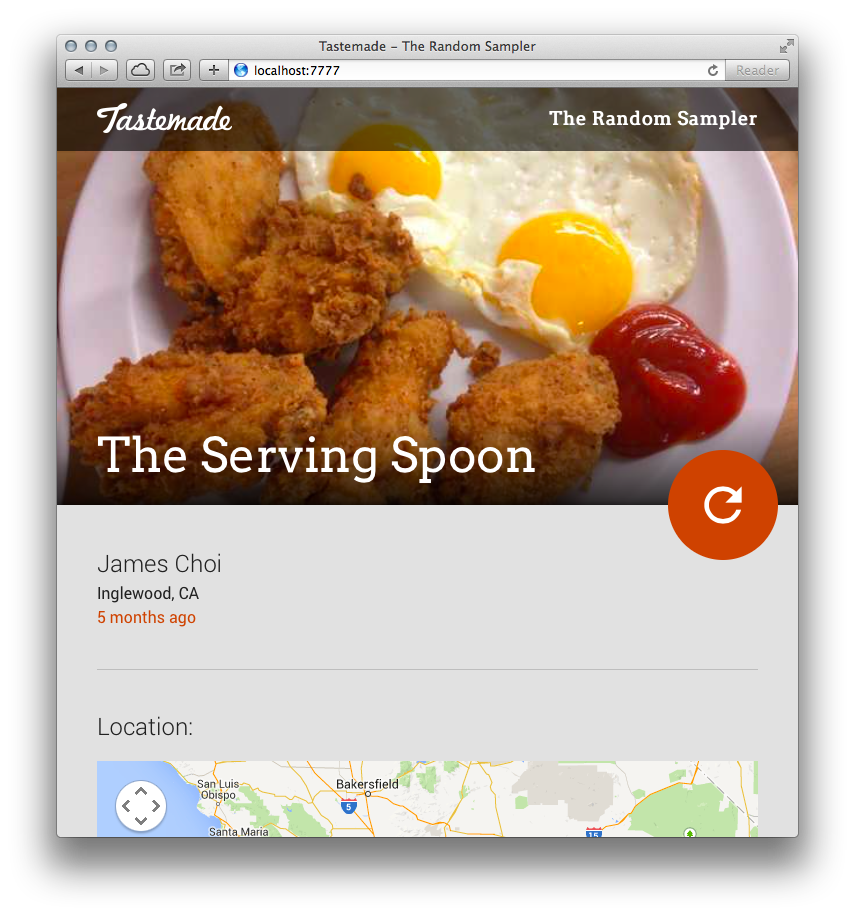 Tastemade – The Random Sampler
localhost:7777
Reader
Tastemade
The Random Sampler
The Serving Spoon
James Choi
Inglewood, CA
5 months ago
Location:
San Luis
Obispo
Bakersfield
5
Santa Maria
15